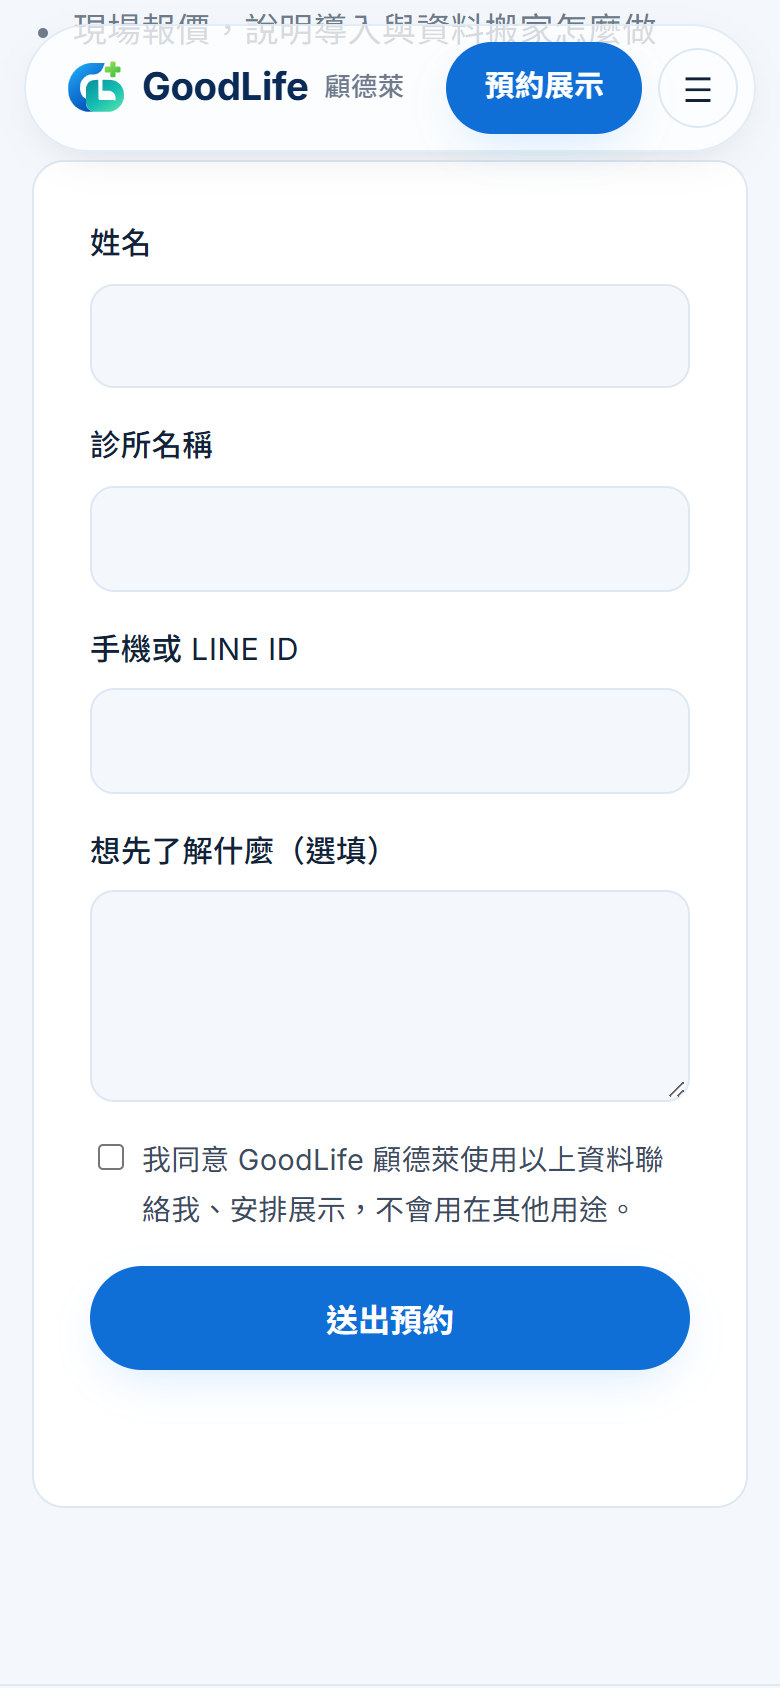 現場報價，說明導入與資料搬家怎麼做
GoodLife 顧德萊
預約展示
姓名
診所名稱
手機或 LINE ID
想先了解什麼（選填）
我同意 GoodLife 顧德萊使用以上資料聯
絡我、安排展示，不會用在其他用途。
送出預約